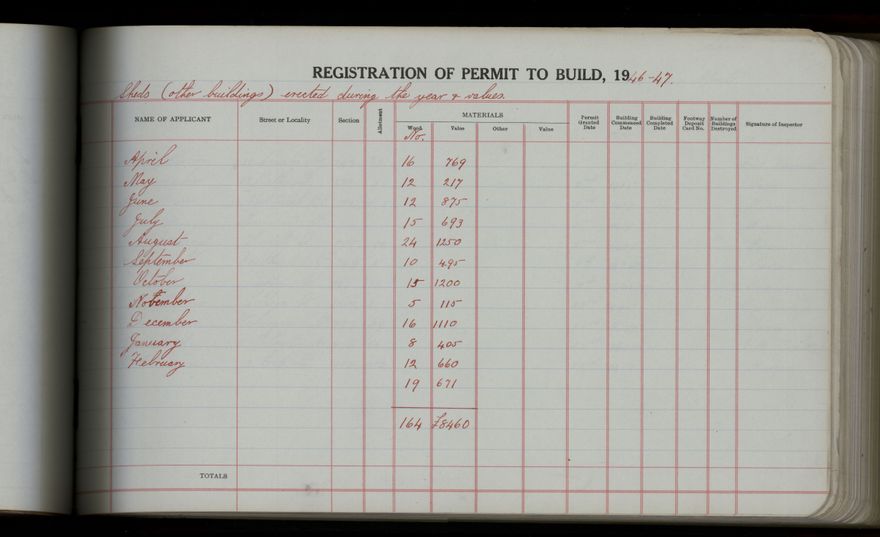 REGISTRATION OF PERMIT TO BUILD, 1946-47.
Sheds (other buildings) erected during the year & values
NAME OF APPLICANT Street or Locality Section Allotment MATERIALS Permit Granted Date Building Commenced Date Building Completed Date Footway Deposit Card No. Number of Buildings Destroyed Signature of Inspector
Wood. Value Other Value
No.
April 16 769
May 12 217
June 12 875
July 15 693
August 24 1250
September 10 495
October 15 1200
November 5 115
December 16 1110
January 8 405
February 12 660
19 671
164 £8460
TOTALS